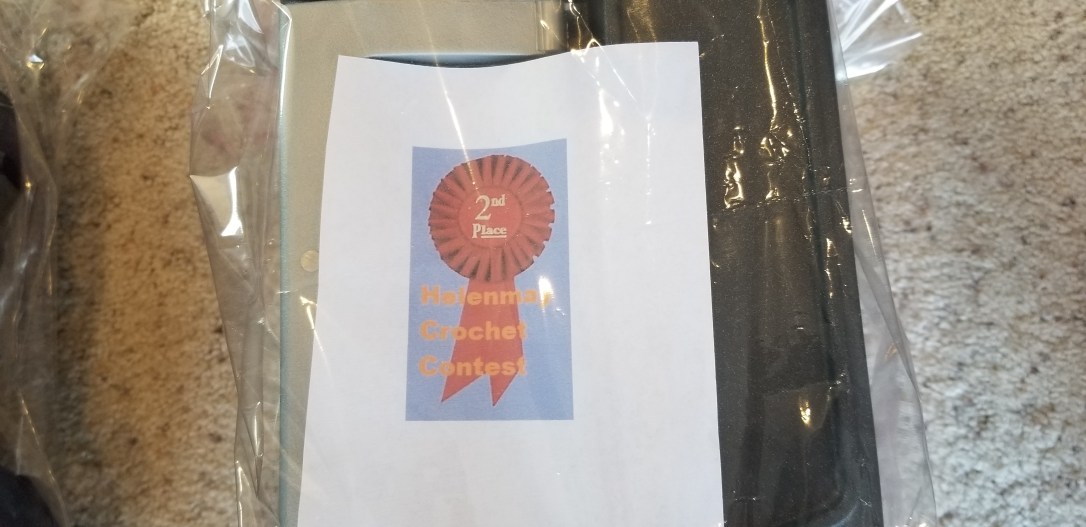 2nd
Place
Helenmay
Crochet
Contest